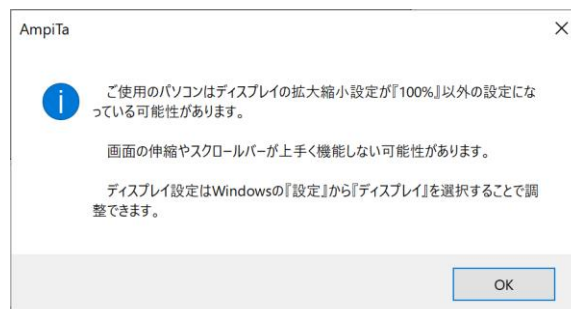 AmpiTa
ご使用のパソコンはディスプレイの拡大縮小設定が『100%』以外の設定にな
っている可能性があります。
画面の伸縮やスクロールバーが上手く機能しない可能性があります。
ディスプレイ設定はWindowsの『設定』から『ディスプレイ』を選択することで調
整できます。
OK